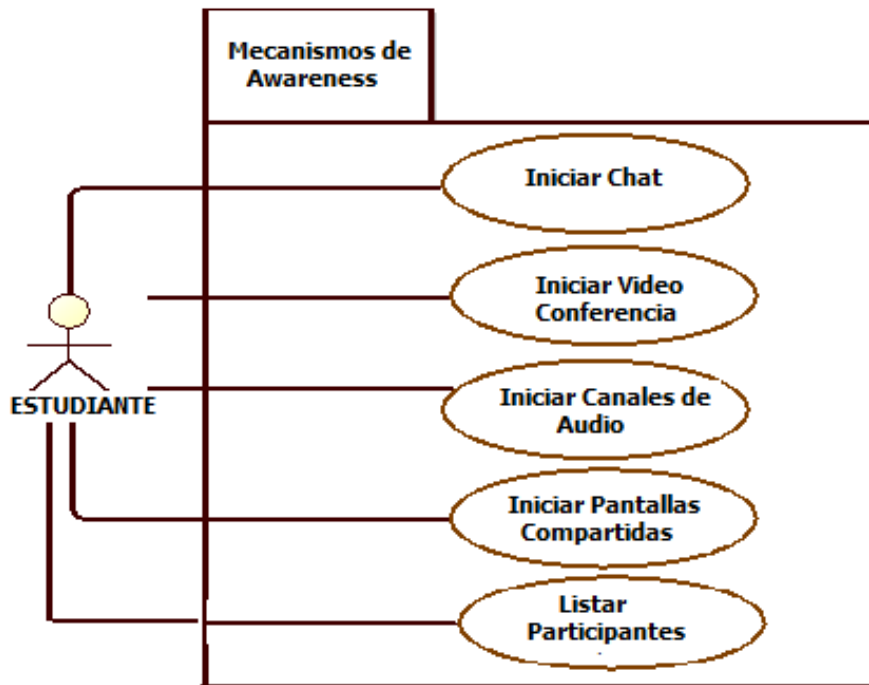 Mecanismos de
Awareness
Iniciar Chat
Iniciar Video
Conferencia
ESTUDIANTE
Iniciar Canales de
Audio
Iniciar Pantallas
Compartidas
Listar
Participantes